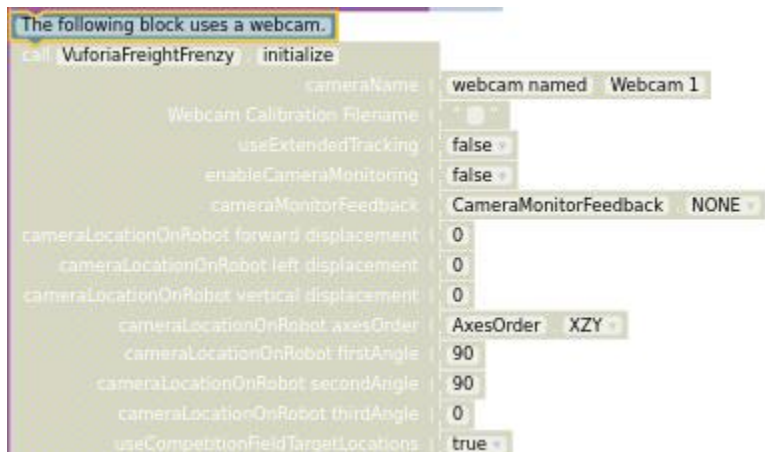 The following block uses a webcam.
call VuforiaFreightFrenzy . initialize
cameraName webcam named Webcam 1
Webcam Calibration Filename " "
useExtendedTracking false
enableCameraMonitoring false
cameraMonitorFeedback CameraMonitorFeedback . NONE
cameraLocationOnRobot forward displacement 0
cameraLocationOnRobot left displacement 0
cameraLocationOnRobot vertical displacement 0
cameraLocationOnRobot axesOrder AxesOrder . XZY
cameraLocationOnRobot firstAngle 90
cameraLocationOnRobot secondAngle 90
cameraLocationOnRobot thirdAngle 0
useCompetitionFieldTargetLocations true